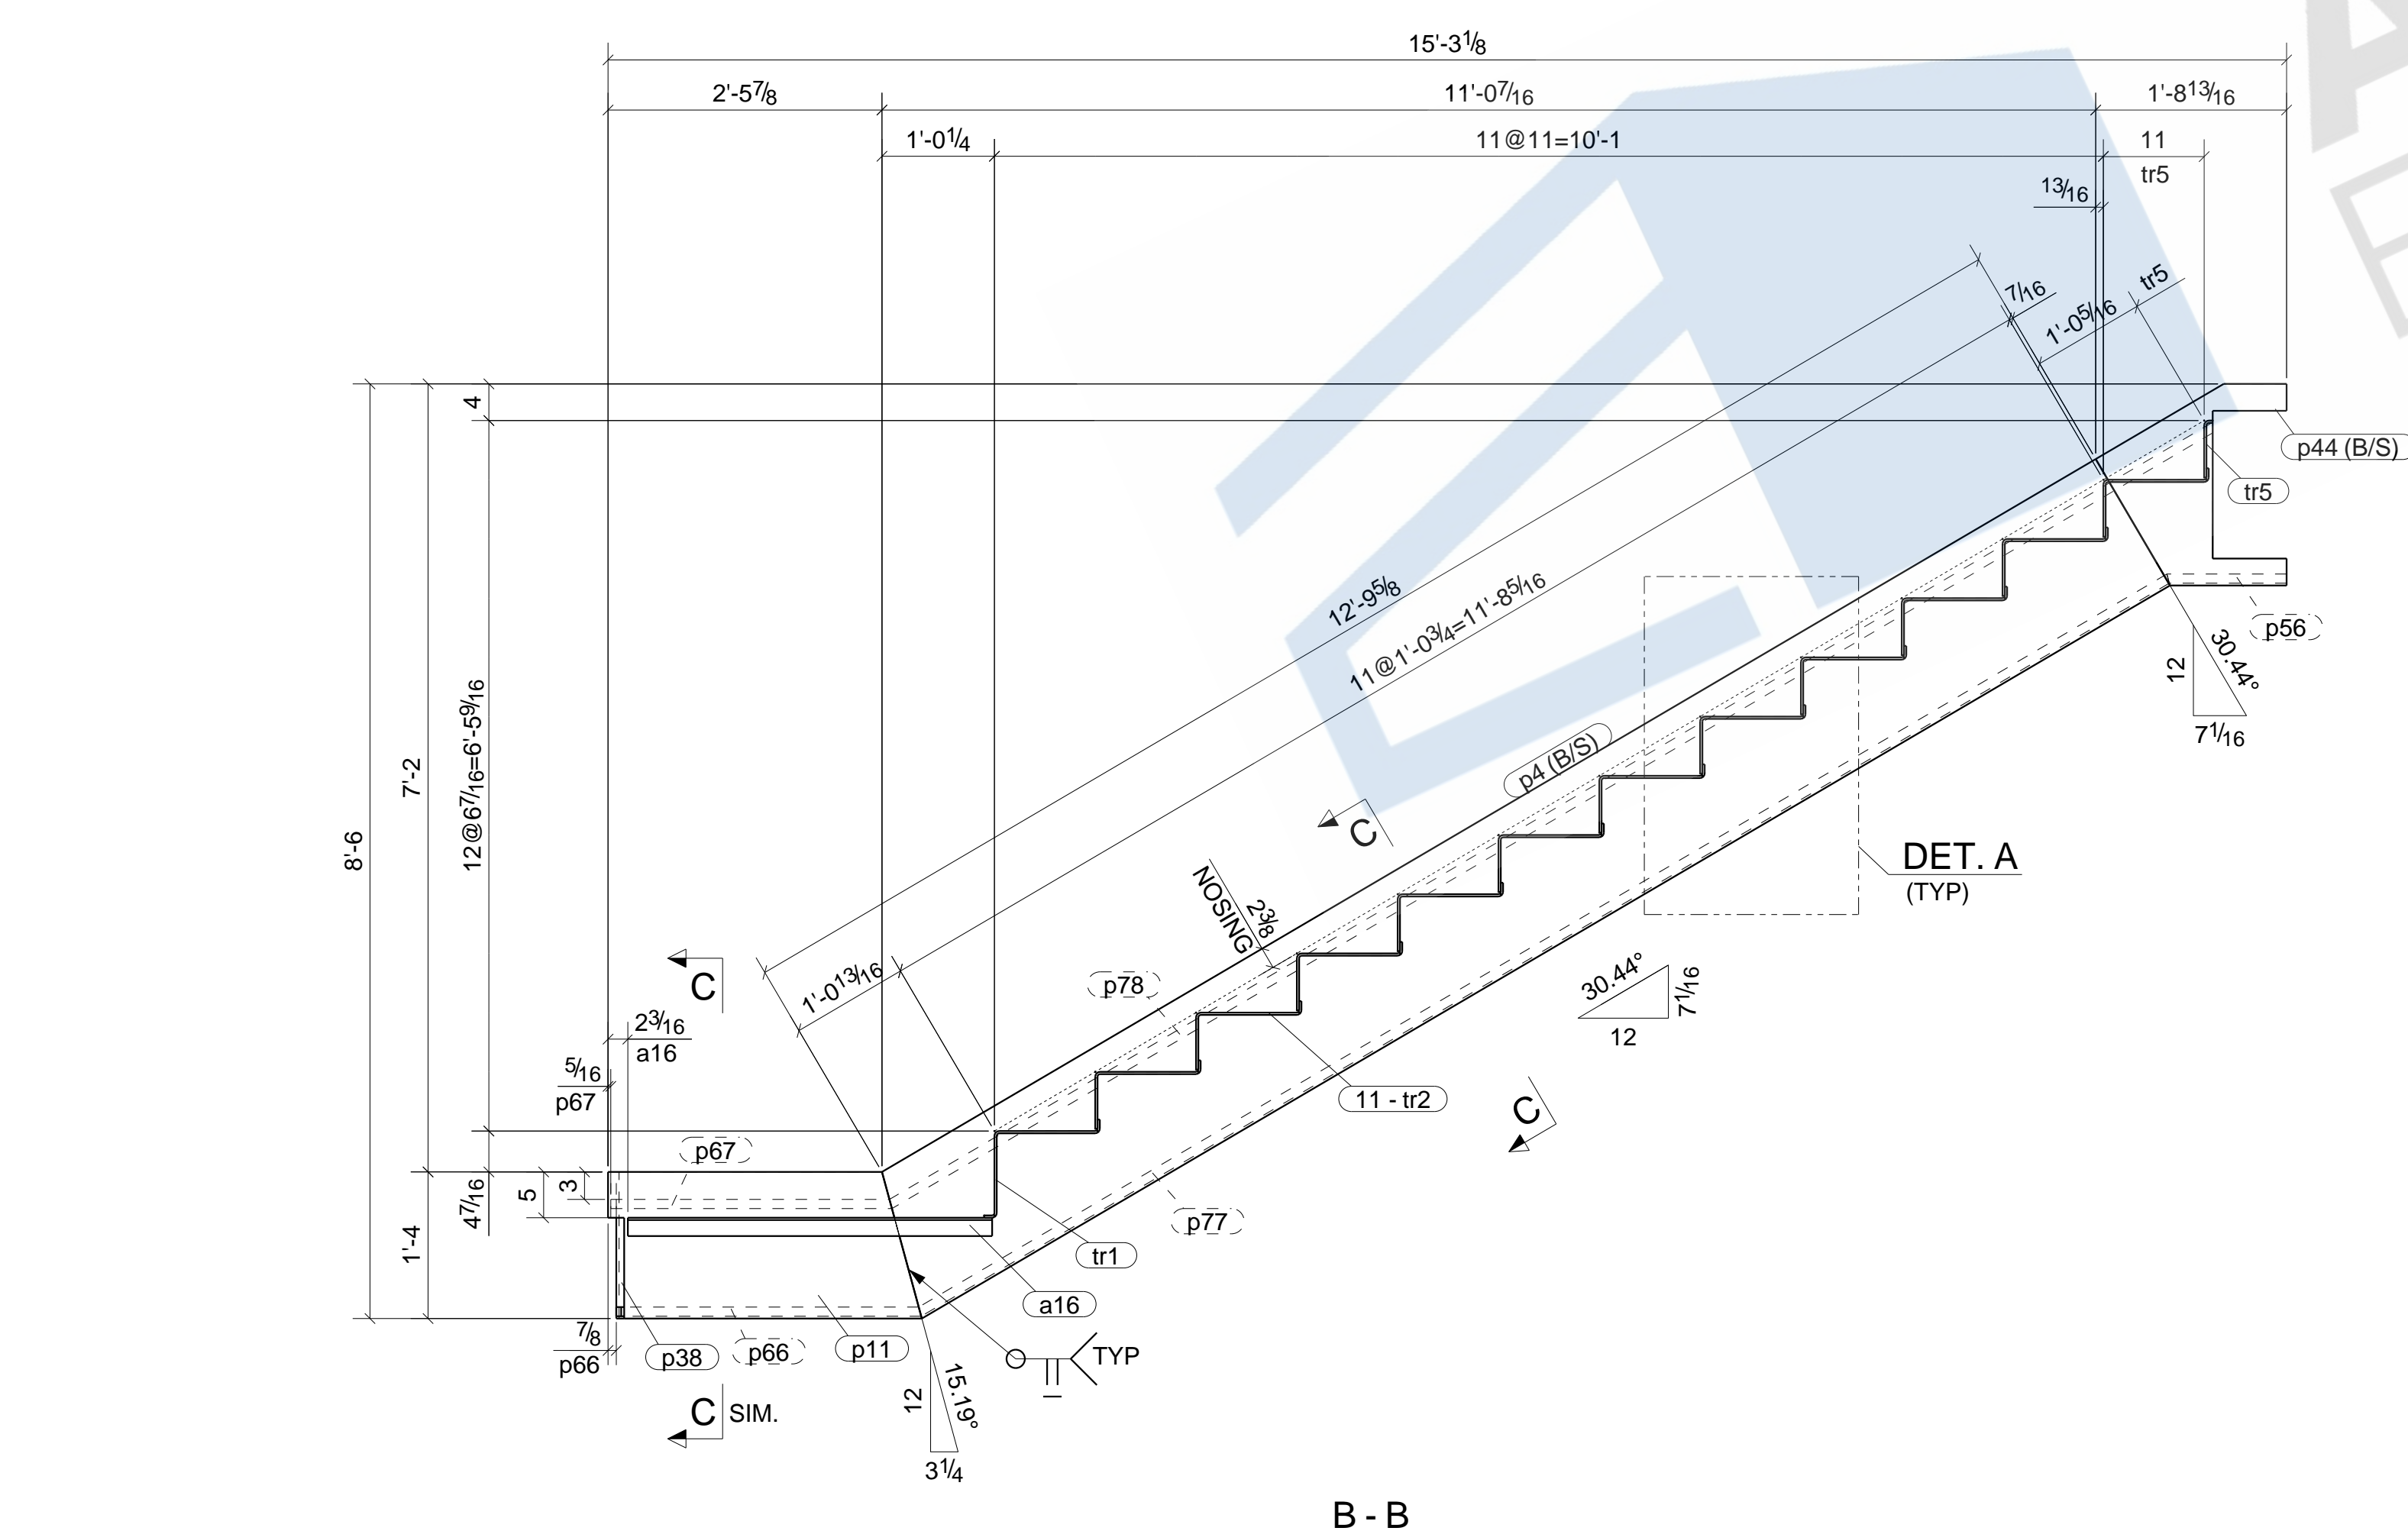 15'-3 1/8
2'-5 7/8
11'-0 7/16
1'-8 13/16
1'-0 1/4
11@11=10'-1
11
tr5
13/16
7/16
1'-0 5/16
tr5
4
p44 (B/S)
tr5
12'-9 5/8
11@1'-0 3/4=11'-8 5/16
p56
30.44°
12
7 1/16
12@6 7/16=6'-5 9/16
7'-2
8'-6
p4 (B/S)
C
DET. A
(TYP)
2 3/8
NOSING
C
1'-0 13/16
p78
30.44°
7 1/16
12
2 3/16
a16
5/16
p67
11 - tr2
C
p67
5
3
4 7/16
1'-4
p77
tr1
a16
7/8
p66
p38
p66
p11
TYP
12
15.19°
C
SIM.
3 1/4
B - B